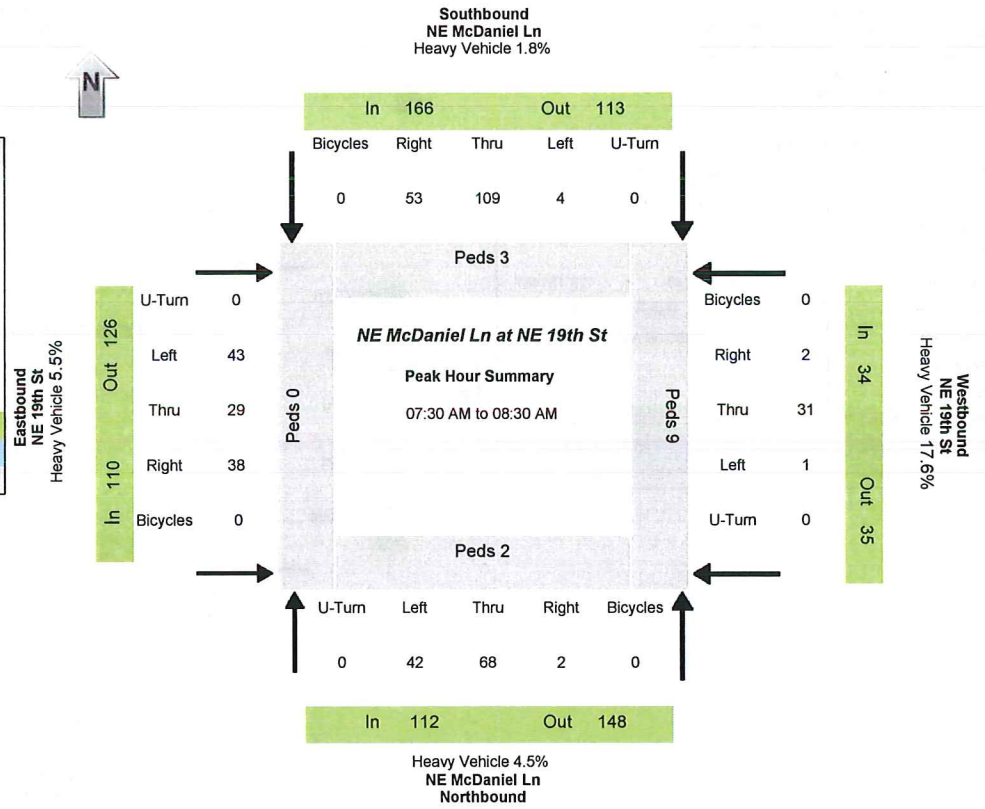 Southbound
NE McDaniel Ln
Heavy Vehicle 1.8%
N
In 166 Out 113
Bicycles Right Thru Left U-Turn
0 53 109 4 0
Peds 3
Eastbound
NE 19th St
Heavy Vehicle 5.5%
In 110 Out 126
U-Turn 0
Left 43
Thru 29
Right 38
Bicycles 0
Peds 0
NE McDaniel Ln at NE 19th St
Peak Hour Summary
07:30 AM to 08:30 AM
Peds 9
Bicycles 0
Right 2
Thru 31
Left 1
U-Turn 0
In 34 Out 35
Westbound
NE 19th St
Heavy Vehicle 17.6%
Peds 2
U-Turn Left Thru Right Bicycles
0 42 68 2 0
In 112 Out 148
Heavy Vehicle 4.5%
NE McDaniel Ln
Northbound